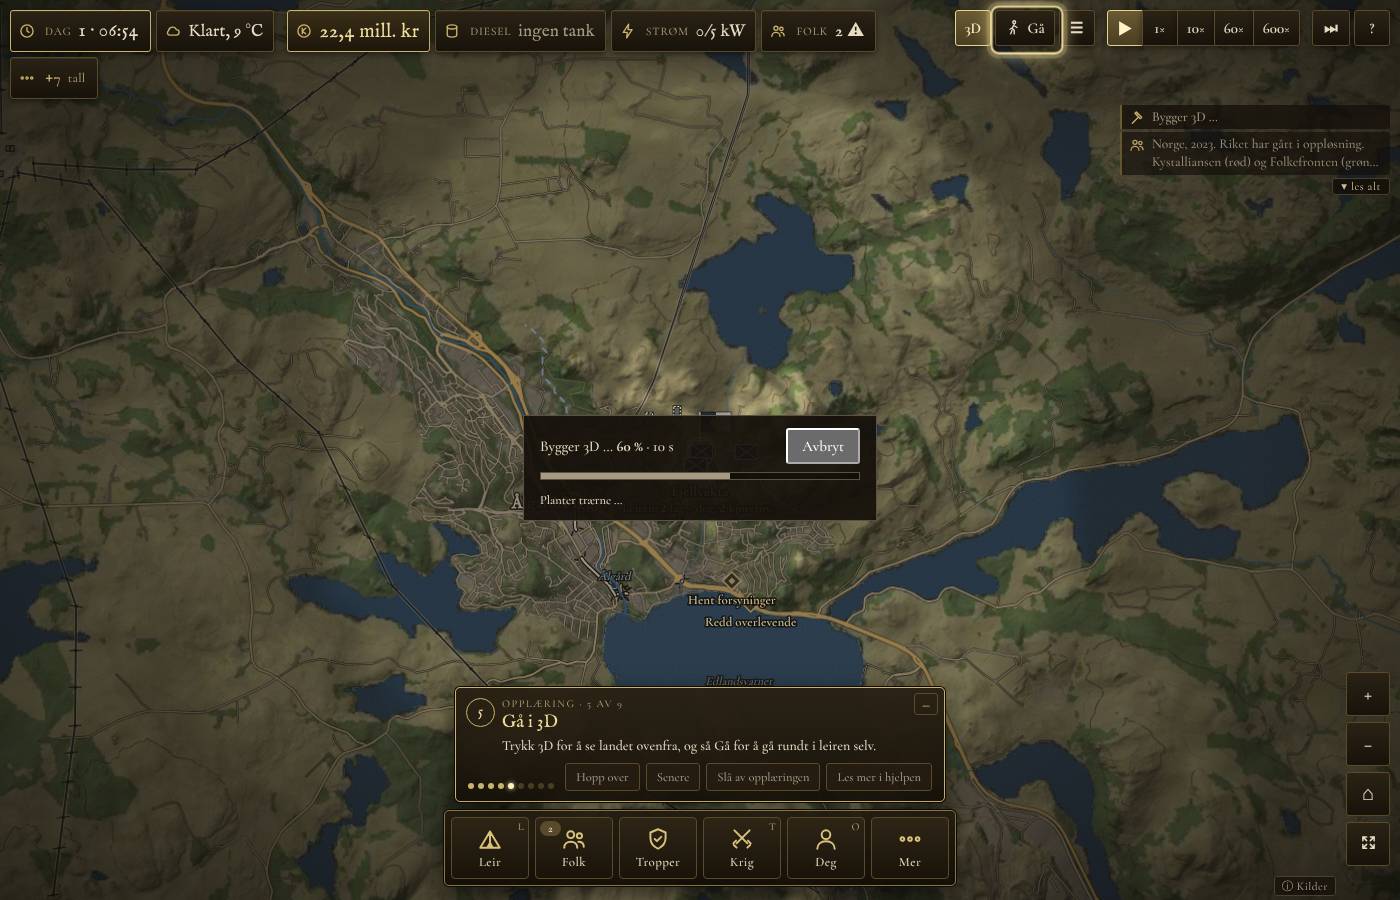 DAG 1 · 06:54
Klart, 9 °C
22,4 mill. kr
DIESEL ingen tank
STRØM 0/5 kW
FOLK 2
3D
Gå
1×
10×
60×
600×
?
+7 tall
Bygger 3D ...
Norge, 2023. Riket har gått i oppløsning.
Kystalliansen (rød) og Folkefronten (grøn...
▾ les alt
Bygger 3D ... 60 % · 10 s
Avbryt
Planter trærne ...
Ålgård
Hent forsyninger
Redd overlevende
Edlandsvatnet
5
OPPLÆRING · 5 AV 9
–
Gå i 3D
Trykk 3D for å se landet ovenfra, og så Gå for å gå rundt i leiren selv.
Hopp over
Senere
Slå av opplæringen
Les mer i hjelpen
L
Leir
2
Folk
Tropper
T
Krig
O
Deg
Mer
+
−
Kilder